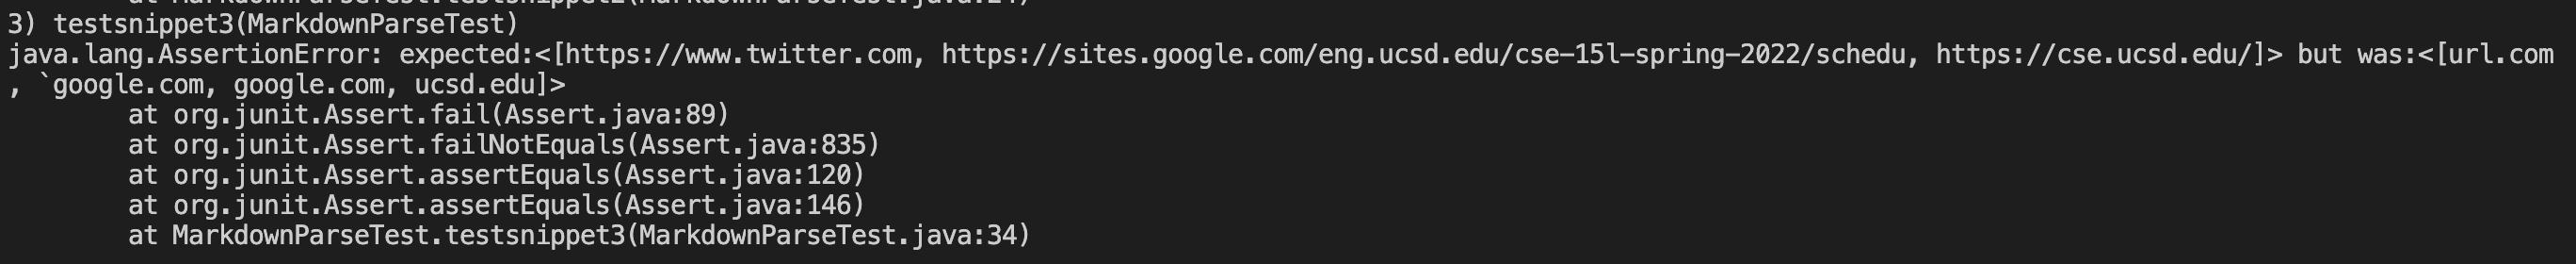 at MarkdownParseTest.testsnippet2(MarkdownParseTest.java:24)
3) testsnippet3(MarkdownParseTest)
java.lang.AssertionError: expected:<[https://www.twitter.com, https://sites.google.com/eng.ucsd.edu/cse-15l-spring-2022/schedu, https://cse.ucsd.edu/]> but was:<[url.com
, `google.com, google.com, ucsd.edu]>
at org.junit.Assert.fail(Assert.java:89)
at org.junit.Assert.failNotEquals(Assert.java:835)
at org.junit.Assert.assertEquals(Assert.java:120)
at org.junit.Assert.assertEquals(Assert.java:146)
at MarkdownParseTest.testsnippet3(MarkdownParseTest.java:34)